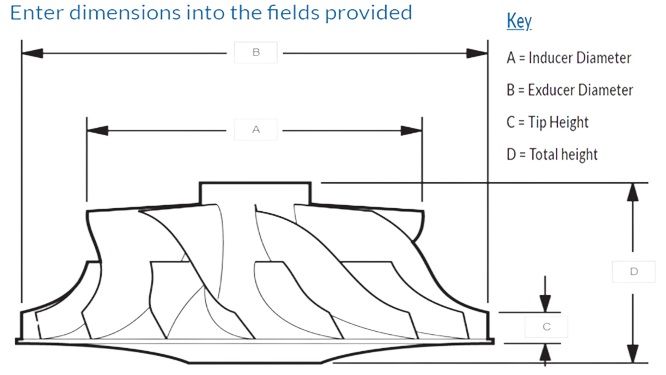 Enter dimensions into the fields provided
Key
A = Inducer Diameter
B = Exducer Diameter
C = Tip Height
D = Total height
B
A
D
C